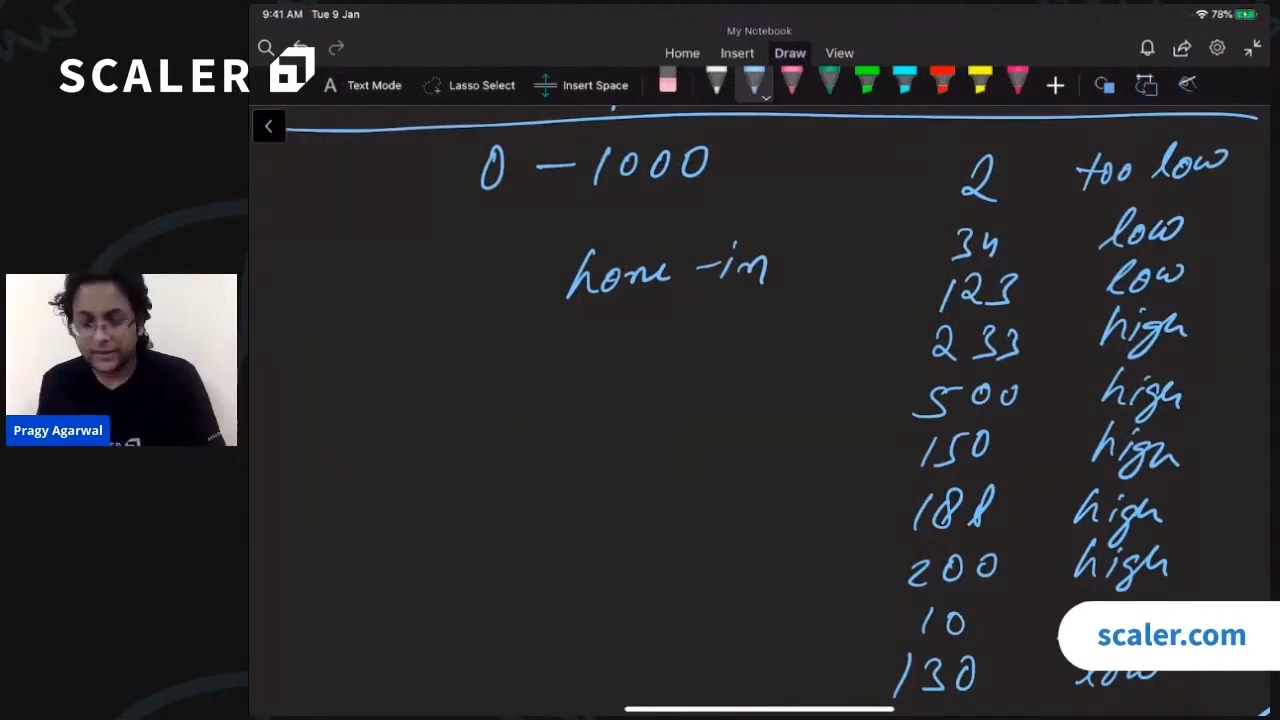 9:41 AM Tue 9 Jan
78%
My Notebook
SCALER
Home Insert Draw View
Text Mode Lasso Select Insert Space
0 - 1000
home-in
2 too low
34 low
123 low
233 high
500 high
150 high
188 high
200 high
10
130 low
Pragy Agarwal
scaler.com